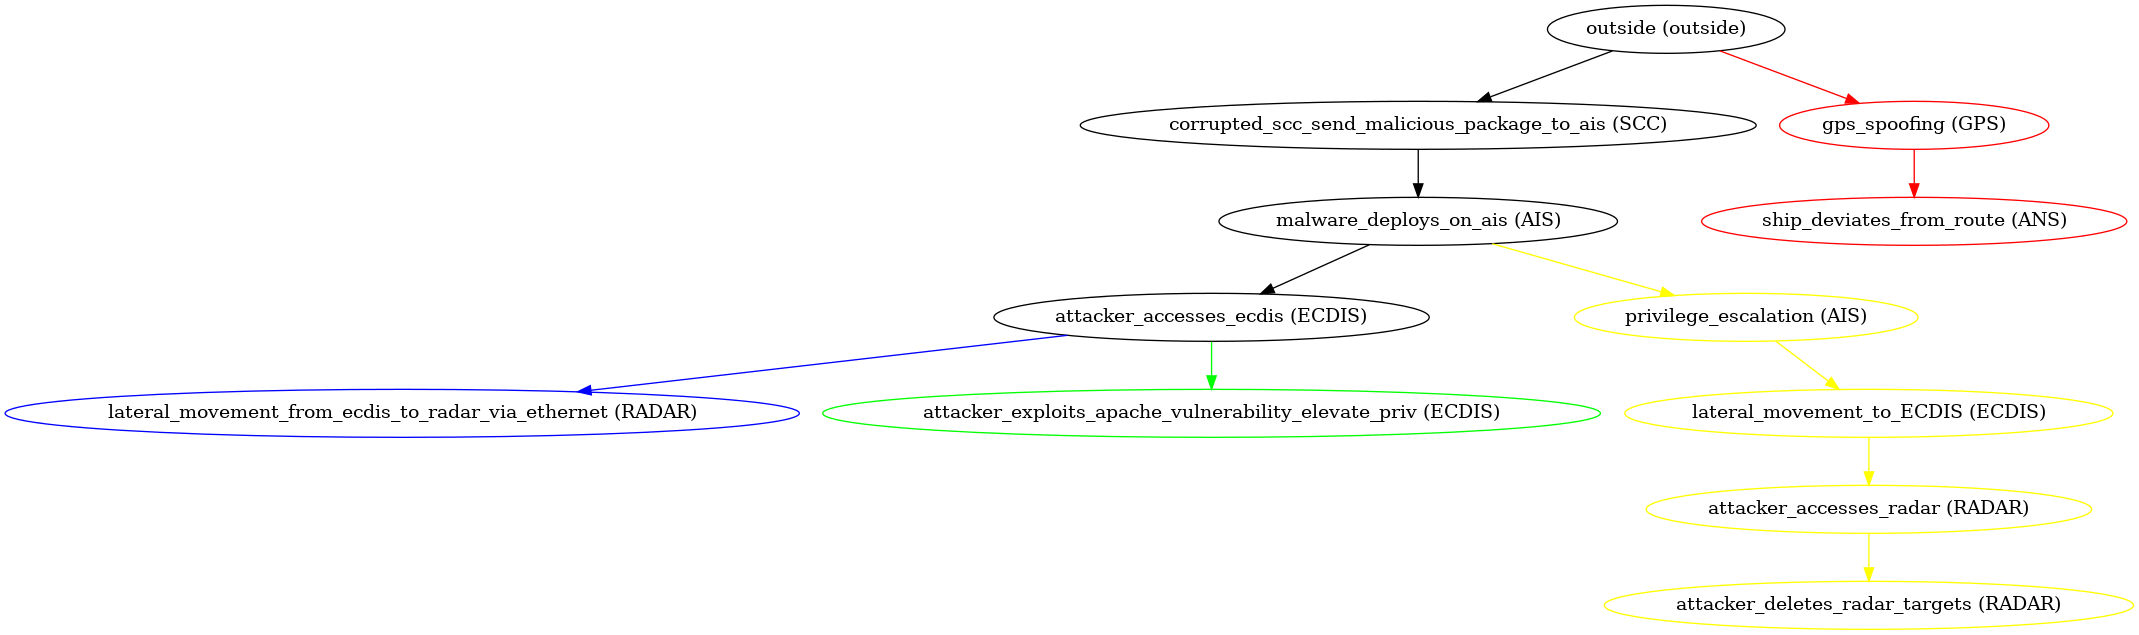 outside (outside)
corrupted_scc_send_malicious_package_to_ais (SCC)
gps_spoofing (GPS)
malware_deploys_on_ais (AIS)
ship_deviates_from_route (ANS)
attacker_accesses_ecdis (ECDIS)
privilege_escalation (AIS)
lateral_movement_from_ecdis_to_radar_via_ethernet (RADAR)
attacker_exploits_apache_vulnerability_elevate_priv (ECDIS)
lateral_movement_to_ECDIS (ECDIS)
attacker_accesses_radar (RADAR)
attacker_deletes_radar_targets (RADAR)